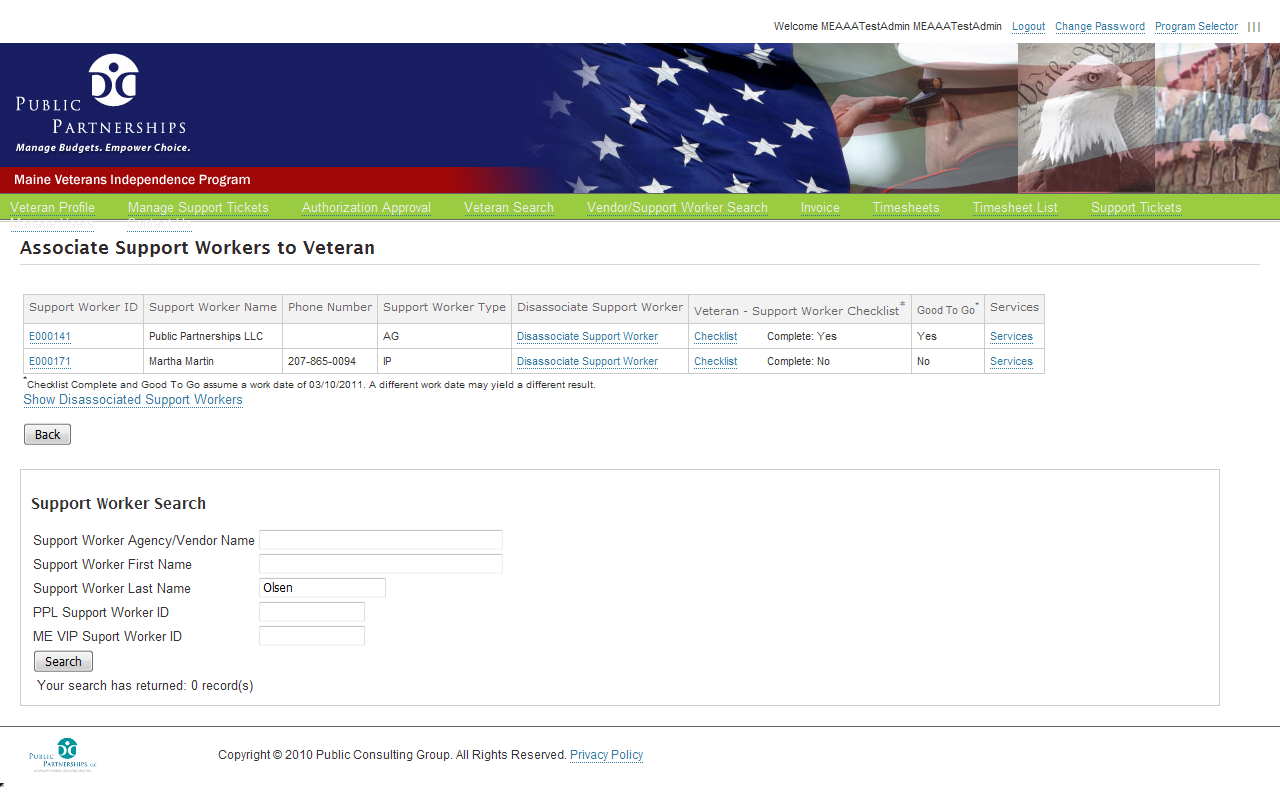 Welcome MEAAATestAdmin MEAAATestAdmin Logout Change Password Program Selector
PUBLIC
PARTNERSHIPS
Manage Budgets. Empower Choice.
We the Peo
Maine Veterans Independence Program
Veteran Profile Manage Support Tickets Authorization Approval Veteran Search Vendor/Support Worker Search Invoice Timesheets Timesheet List Support Tickets
Manage Users Contact Us
Associate Support Workers to Veteran
Support Worker ID Support Worker Name Phone Number Support Worker Type Disassociate Support Worker Veteran - Support Worker Checklist* Good To Go* Services
E000141 Public Partnerships LLC AG Disassociate Support Worker Checklist Complete: Yes Yes Services
E000171 Martha Martin 207-865-0094 IP Disassociate Support Worker Checklist Complete: No No Services
*Checklist Complete and Good To Go assume a work date of 03/10/2011. A different work date may yield a different result.
Show Disassociated Support Workers
Back
Support Worker Search
Support Worker Agency/Vendor Name
Support Worker First Name
Support Worker Last Name Olsen
PPL Support Worker ID
ME VIP Suport Worker ID
Search
Your search has returned: 0 record(s)
PUBLIC
PARTNERSHIPS, LLC
Copyright © 2010 Public Consulting Group. All Rights Reserved. Privacy Policy